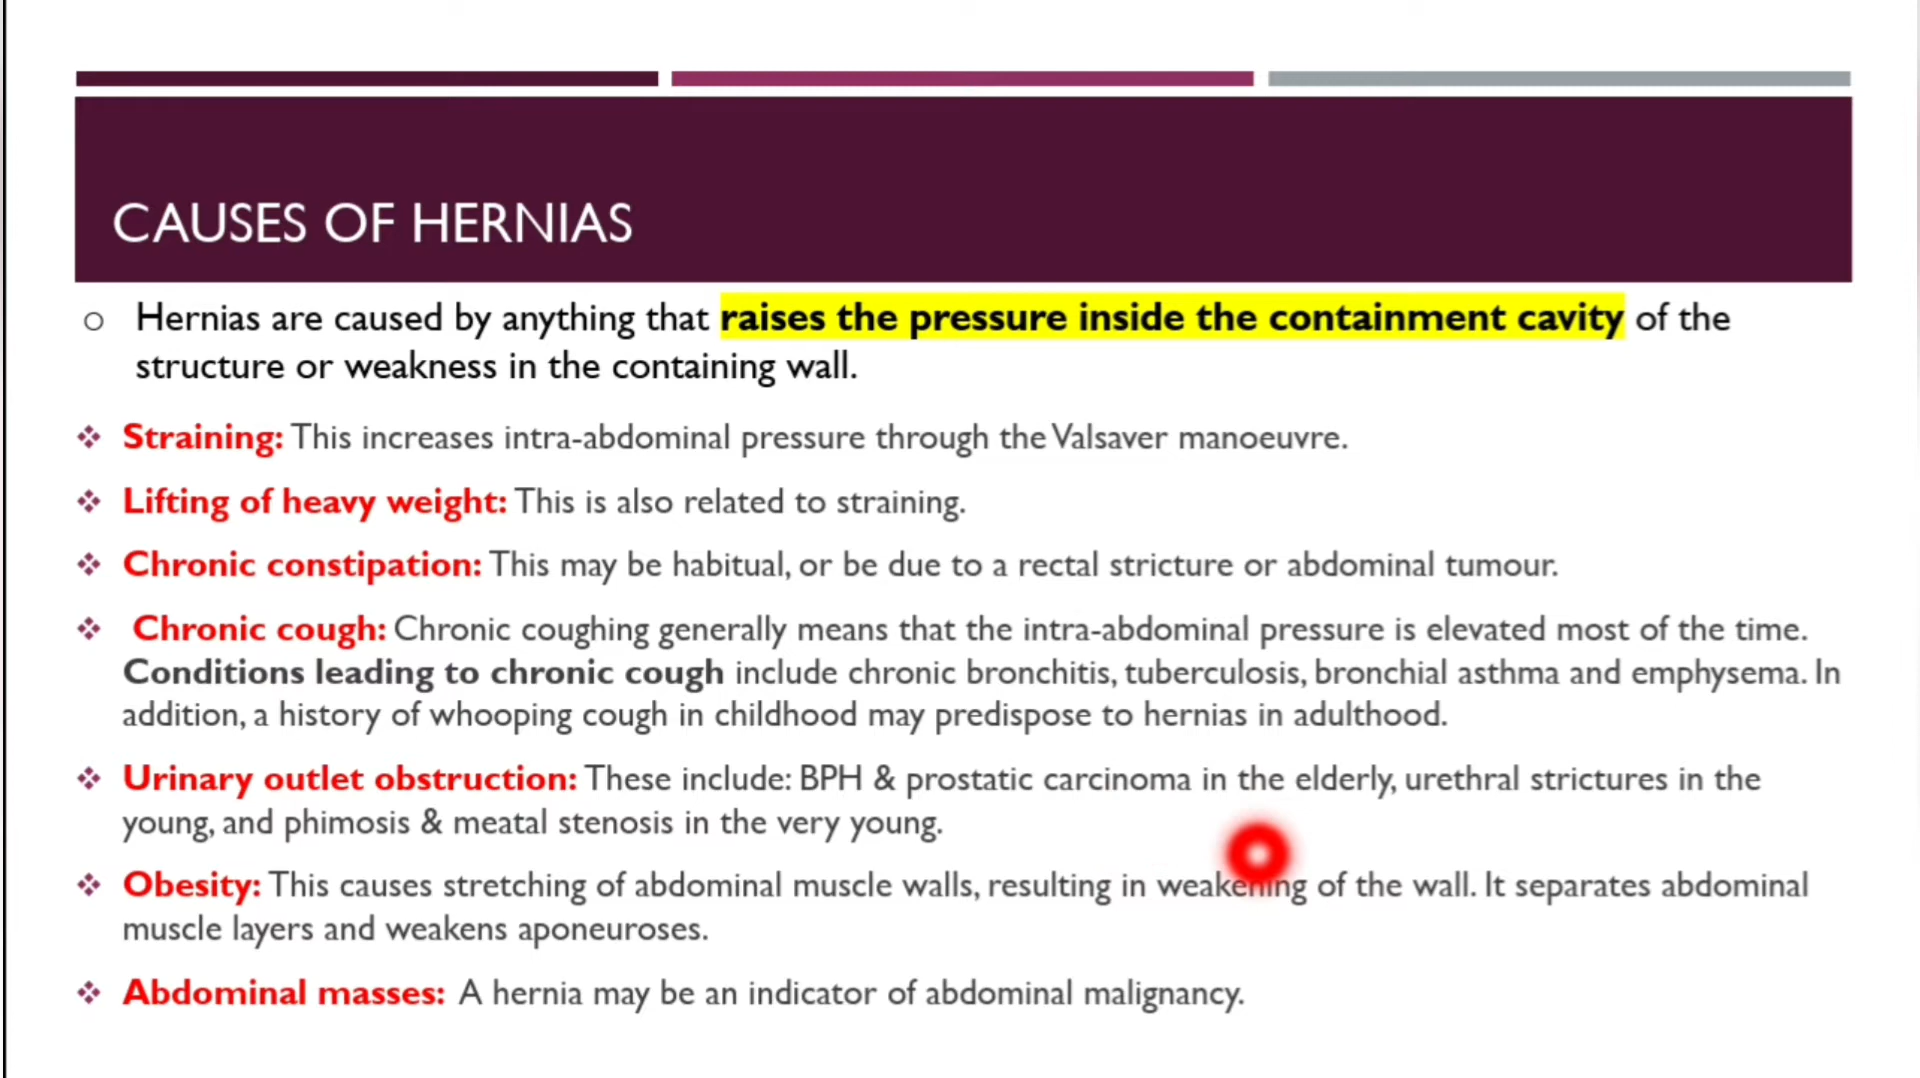 CAUSES OF HERNIAS
Hernias are caused by anything that raises the pressure inside the containment cavity of the
structure or weakness in the containing wall.
Straining: This increases intra-abdominal pressure through the Valsaver manoeuvre.
Lifting of heavy weight: This is also related to straining.
Chronic constipation: This may be habitual, or be due to a rectal stricture or abdominal tumour.
Chronic cough: Chronic coughing generally means that the intra-abdominal pressure is elevated most of the time.
Conditions leading to chronic cough include chronic bronchitis, tuberculosis, bronchial asthma and emphysema. In
addition, a history of whooping cough in childhood may predispose to hernias in adulthood.
Urinary outlet obstruction: These include: BPH & prostatic carcinoma in the elderly, urethral strictures in the
young, and phimosis & meatal stenosis in the very young.
Obesity: This causes stretching of abdominal muscle walls, resulting in weakening of the wall. It separates abdominal
muscle layers and weakens aponeuroses.
Abdominal masses: A hernia may be an indicator of abdominal malignancy.